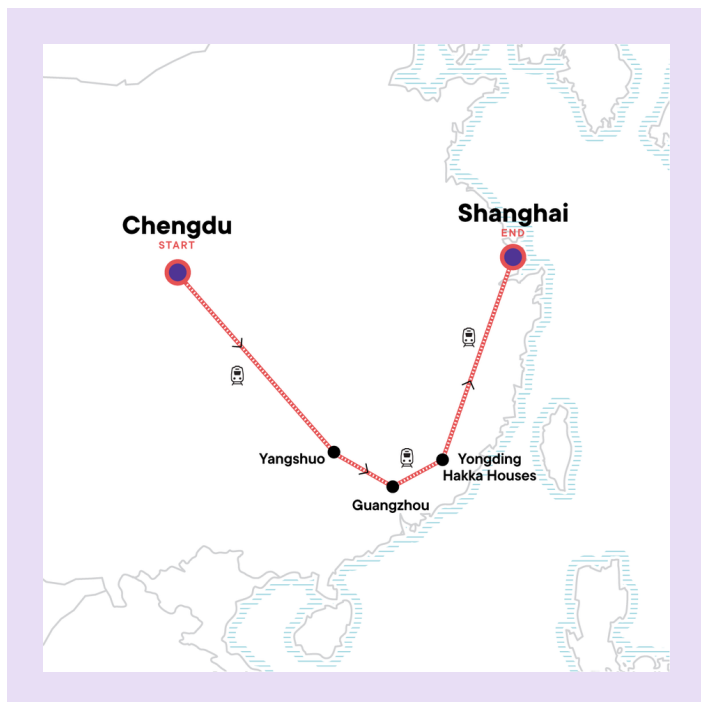 Chengdu
START
Shanghai
END
Yangshuo
Guangzhou
Yongding
Hakka Houses